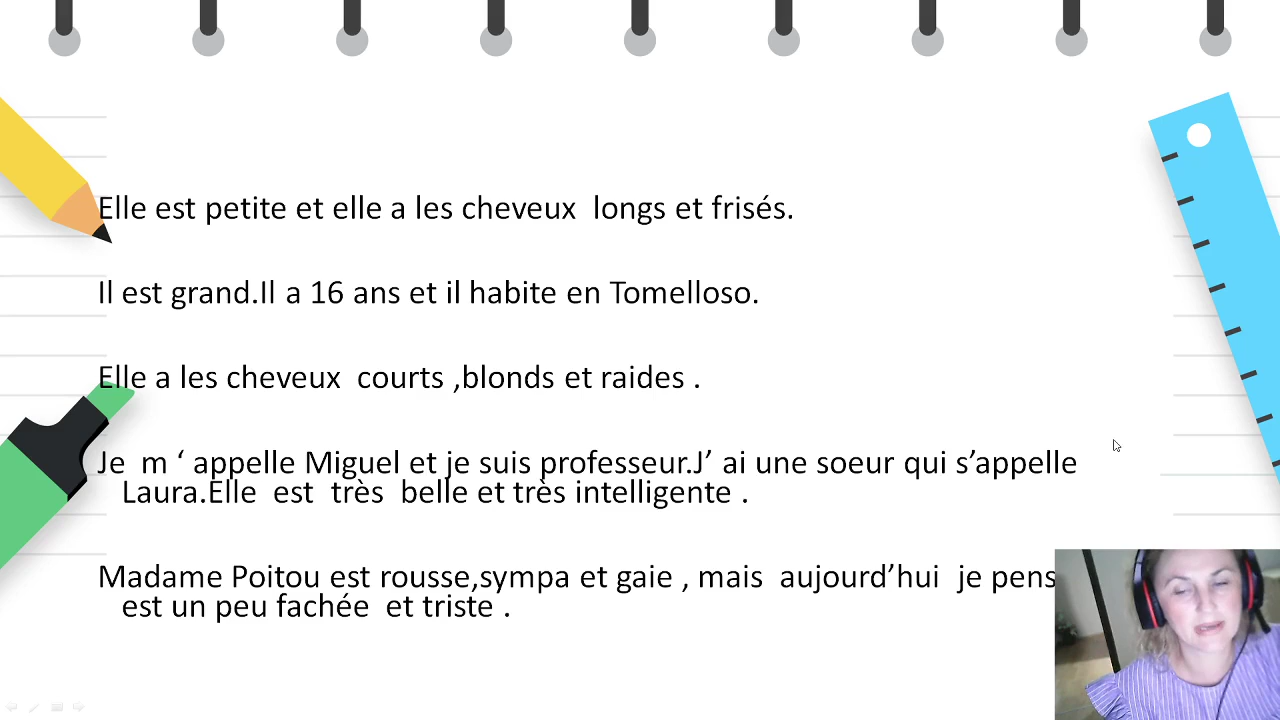 Elle est petite et elle a les cheveux  longs et frisés.
Il est grand.Il a 16 ans et il habite en Tomelloso.
Elle a les cheveux  courts ,blonds et raides .
Je  m ‘ appelle Miguel et je suis professeur.J’ ai une soeur qui s’appelle
Laura.Elle  est  très  belle et très intelligente .
Madame Poitou est rousse,sympa et gaie , mais  aujourd’hui  je pens
est un peu fachée  et triste .